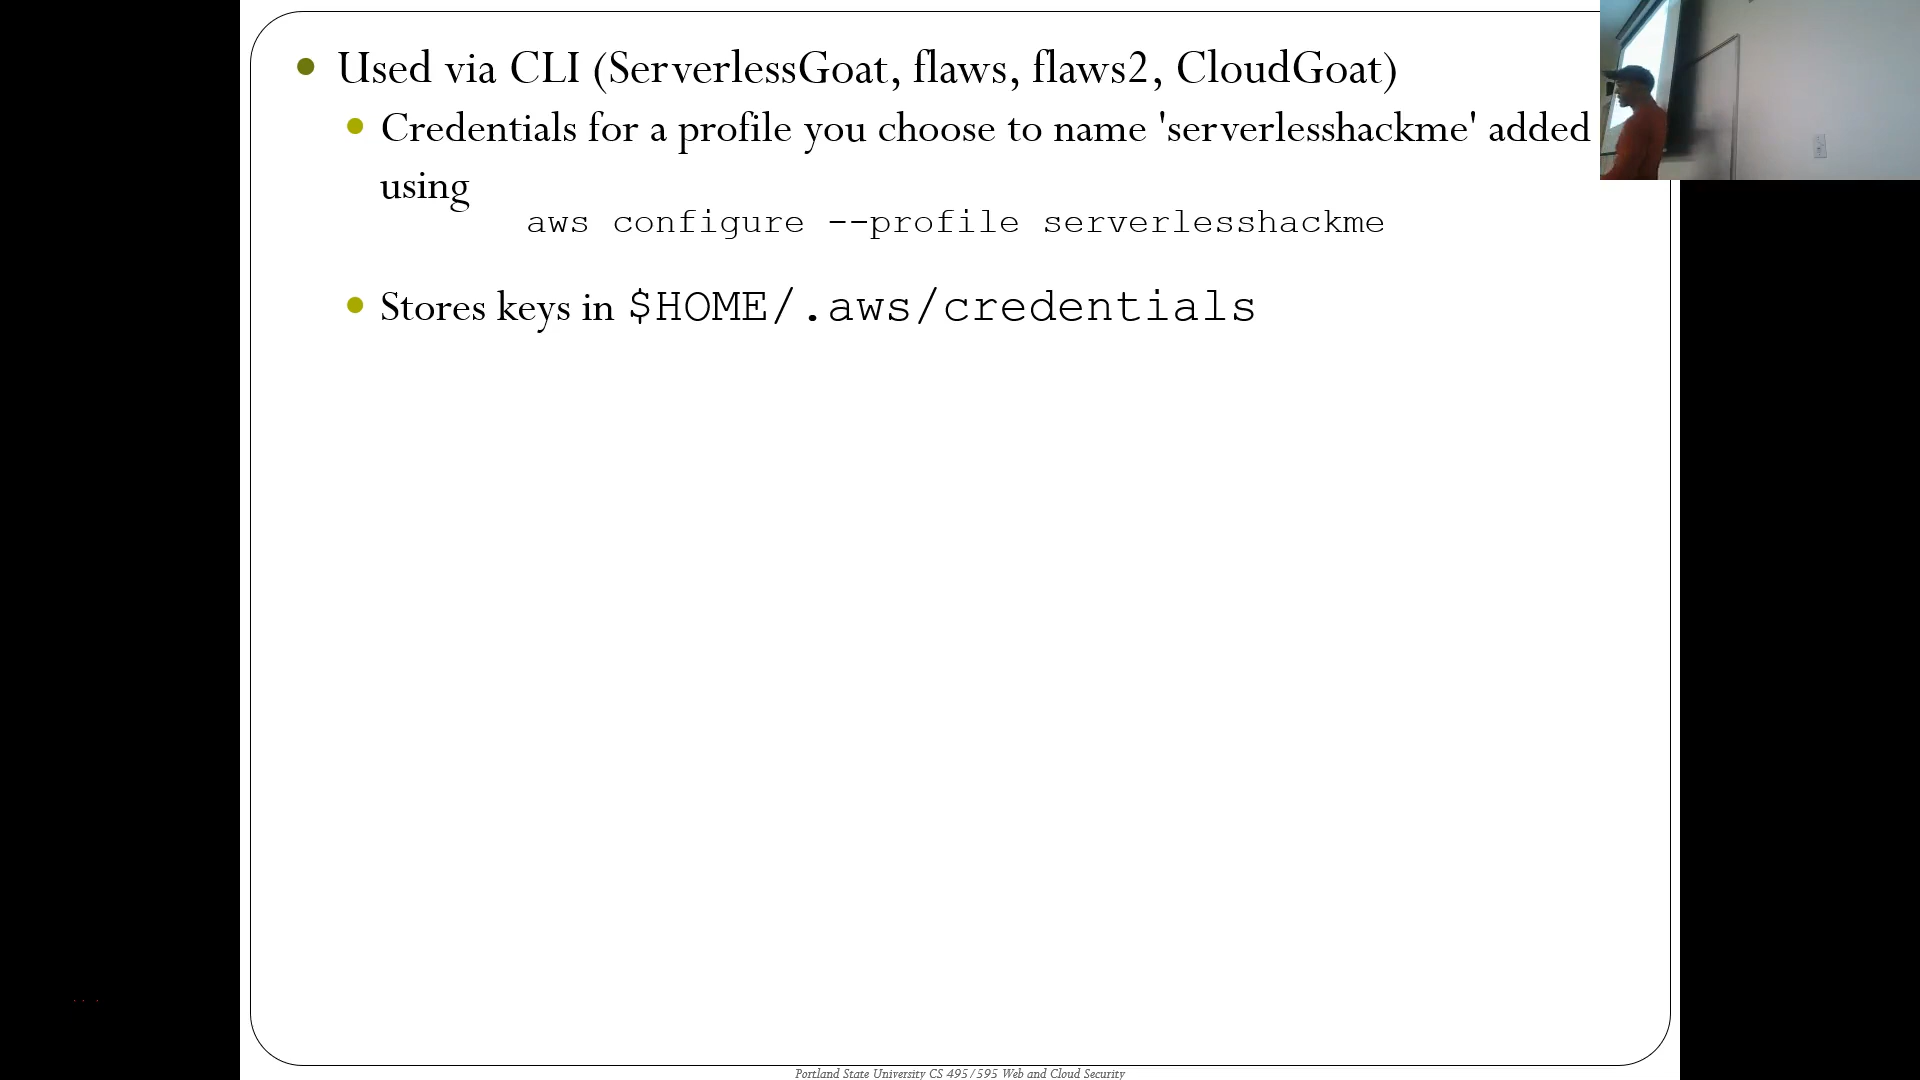 Used via CLI (ServerlessGoat, flaws, flaws2, CloudGoat)
Credentials for a profile you choose to name 'serverlesshackme' added
using
aws configure --profile serverlesshackme
Stores keys in $HOME/.aws/credentials
Portland State University CS 495/595 Web and Cloud Security